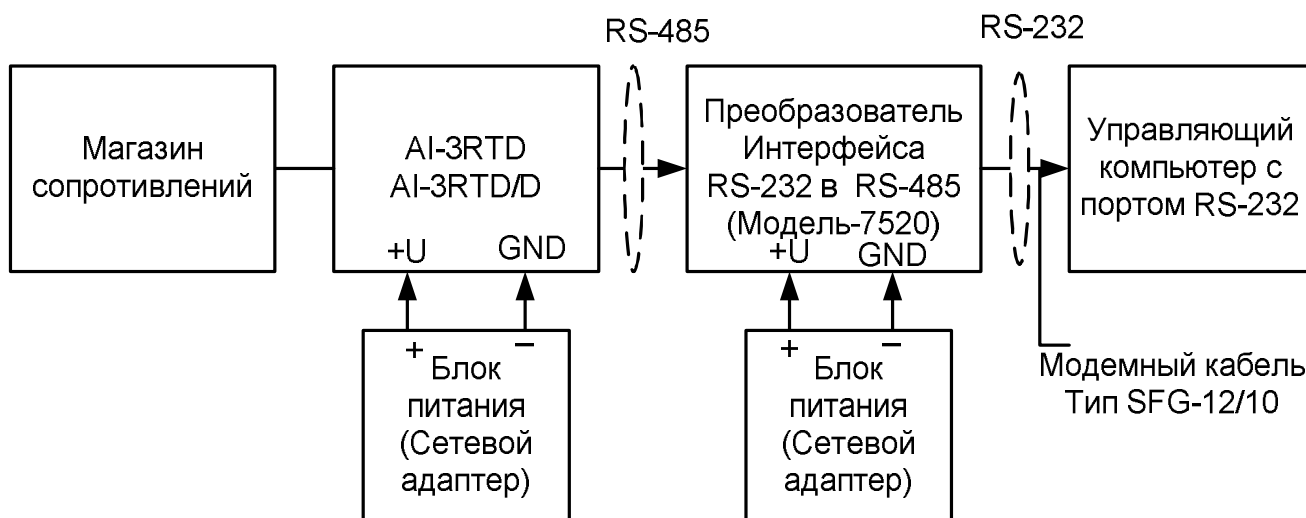 RS-485
RS-232
Магазин
сопротивлений
AI-3RTD
AI-3RTD/D
+U
GND
Преобразователь
Интерфейса
RS-232 в RS-485
(Модель-7520)
+U
GND
Управляющий
компьютер с
портом RS-232
+
−
Блок
питания
(Сетевой
адаптер)
+
−
Блок
питания
(Сетевой
адаптер)
Модемный кабель
Тип SFG-12/10